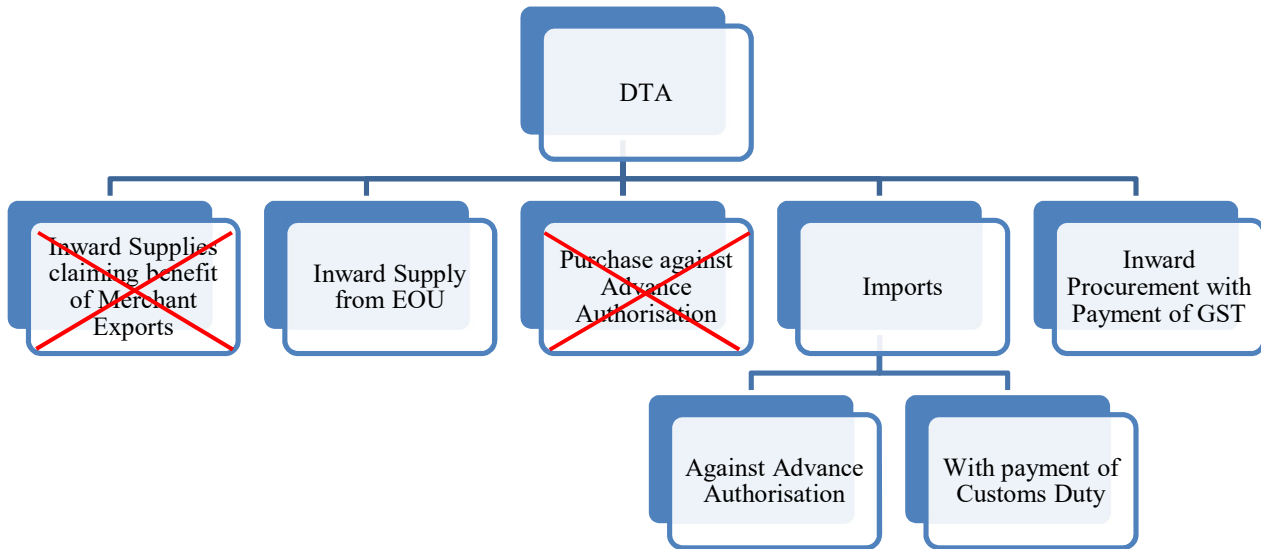 DTA
Inward Supplies
claiming benefit
of Merchant
Exports
Inward Supply
from EOU
Purchase against
Advance
Authorisation
Imports
Inward
Procurement with
Payment of GST
Against Advance
Authorisation
With payment of
Customs Duty